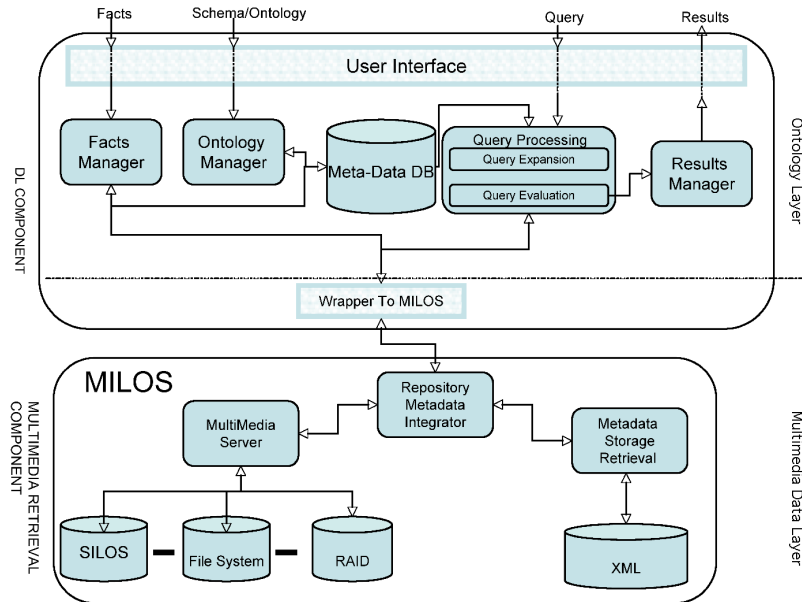 Facts
Schema/Ontology
Query
Results
User Interface
Facts
Manager
Ontology
Manager
Meta-Data DB
Query Processing
Query Expansion
Query Evaluation
Results
Manager
DL COMPONENT
Ontology Layer
Wrapper To MILOS
MILOS
Repository
Metadata
Integrator
MultiMedia
Server
Metadata
Storage
Retrieval
SILOS
File System
RAID
XML
MULTIMEDIA RETRIEVAL
COMPONENT
Multimedia Data Layer